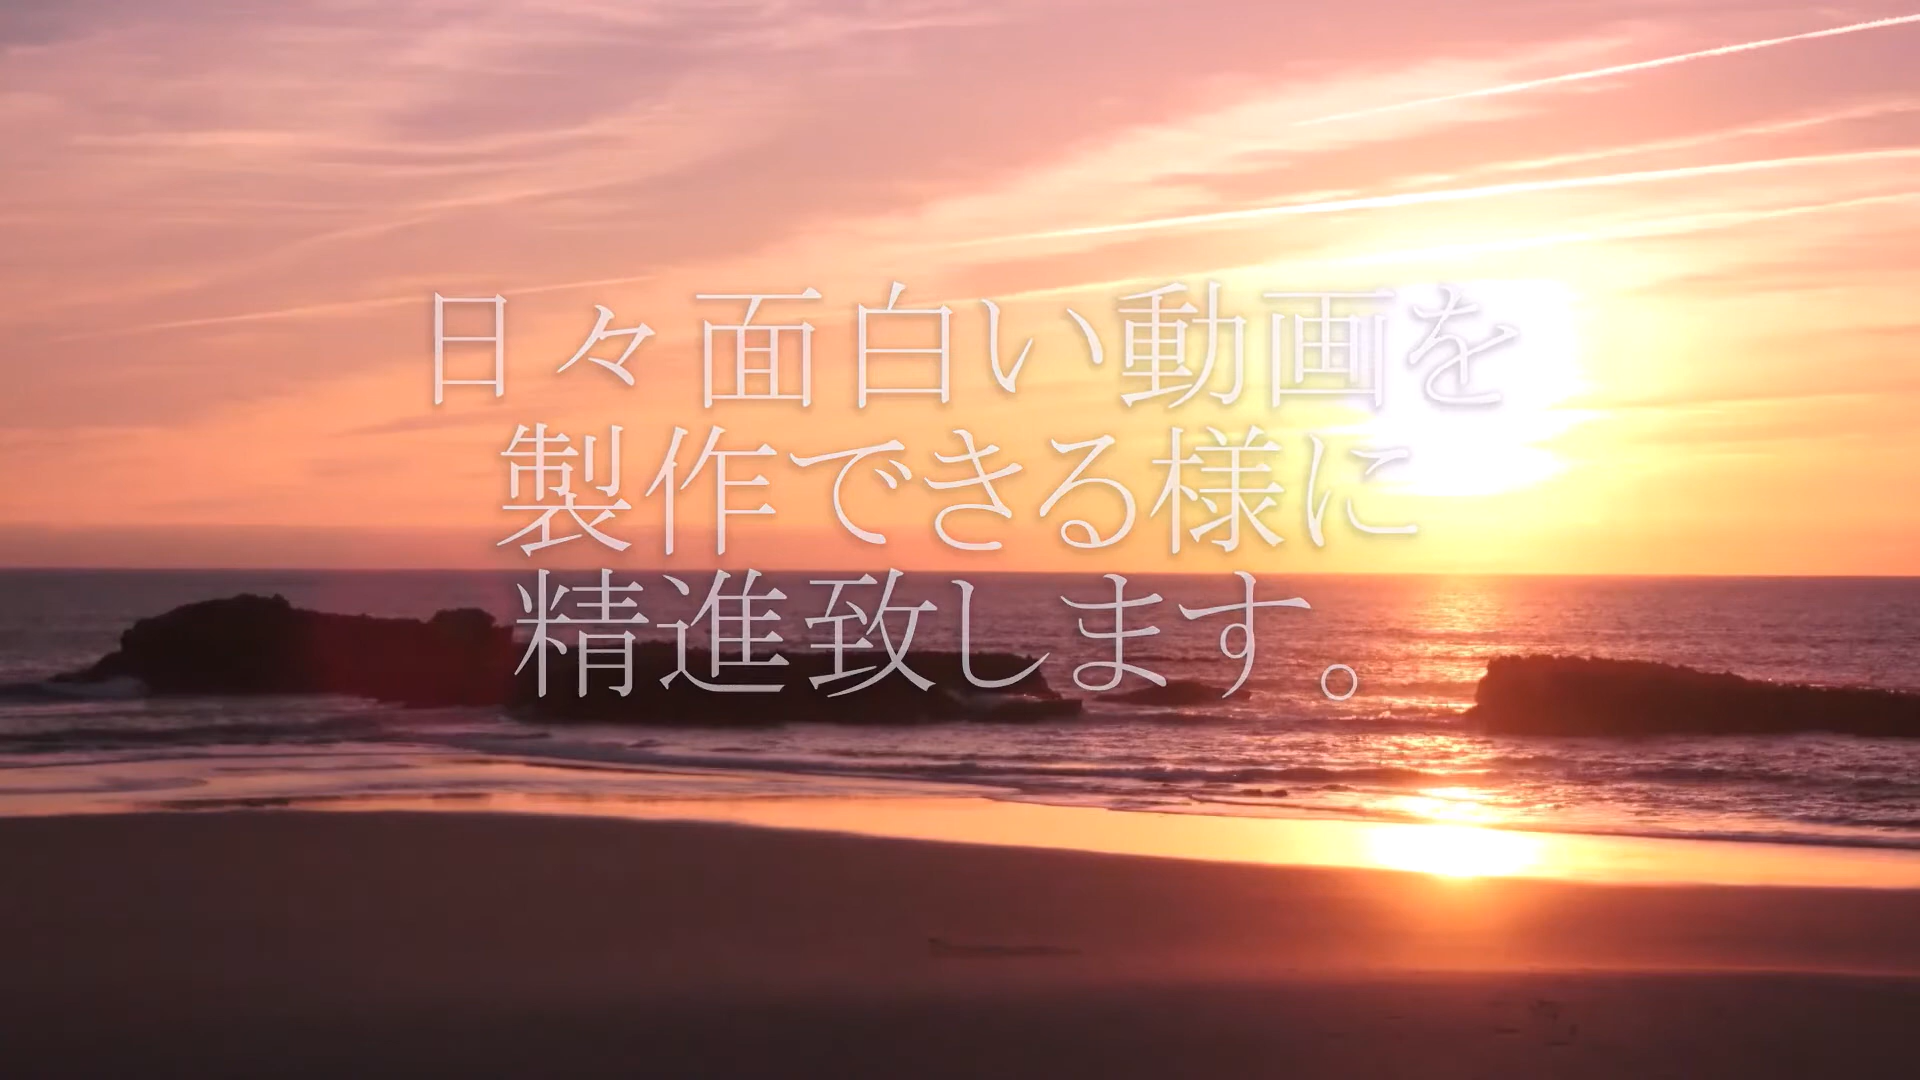 日々面白い動画を
製作できる様に
精進致します。